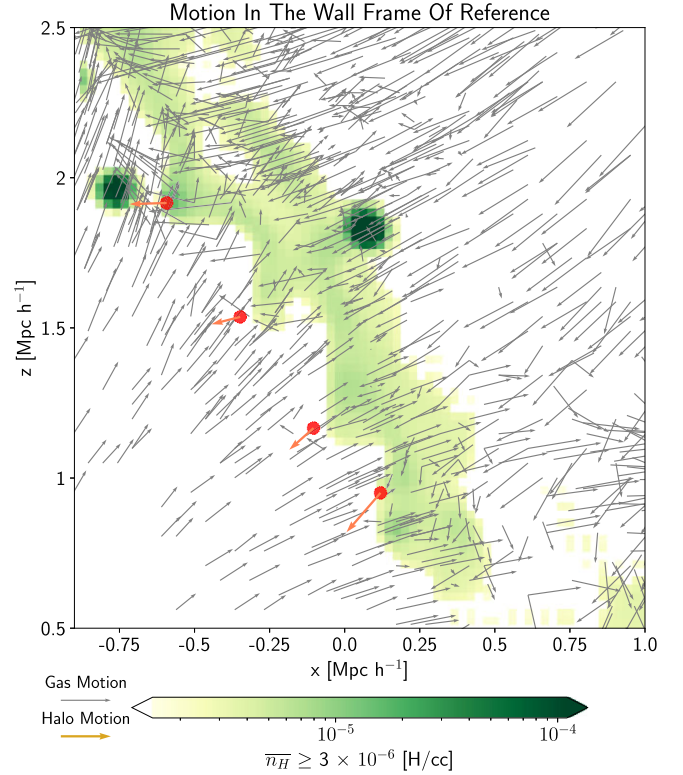 Motion In The Wall Frame Of Reference
2.5
2
1.5
1
0.5
z [Mpc h⁻¹]
-0.75 -0.5 -0.25 0.0 0.25 0.5 0.75 1.0
x [Mpc h⁻¹]
Gas Motion
Halo Motion
10⁻⁵ 10⁻⁴
n̅_H̅ ≥ 3 × 10⁻⁶ [H/cc]